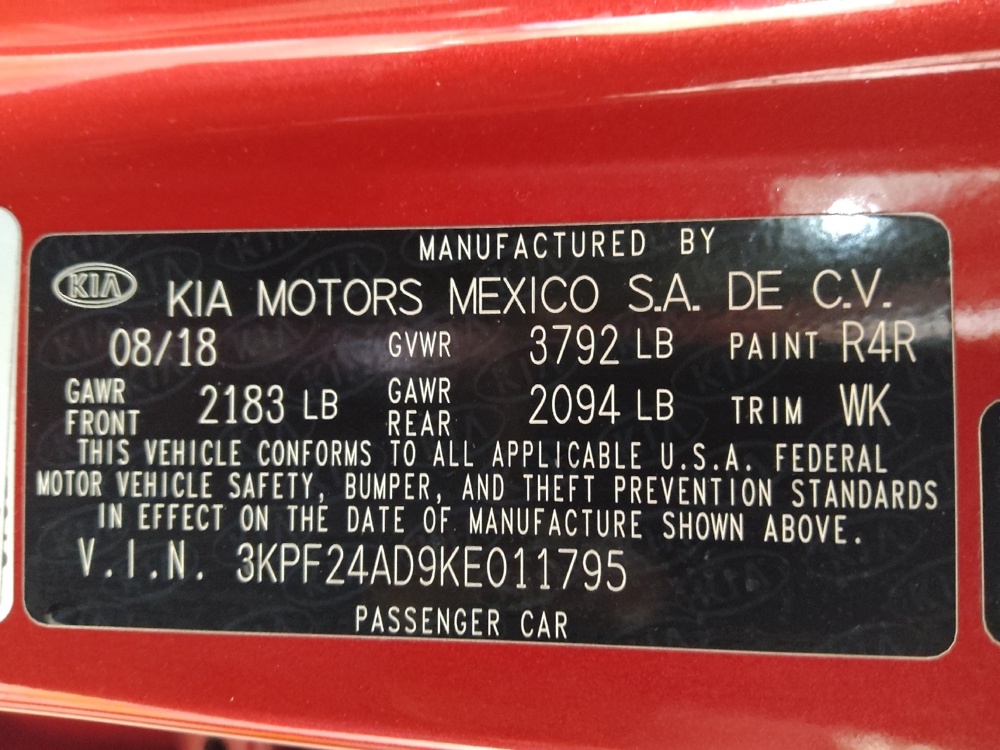 MANUFACTURED BY
KIA KIA MOTORS MEXICO S.A. DE C.V.
08/18 GVWR 3792 LB PAINT R4R
GAWR FRONT 2183 LB GAWR REAR 2094 LB TRIM WK
THIS VEHICLE CONFORMS TO ALL APPLICABLE U.S.A. FEDERAL
MOTOR VEHICLE SAFETY, BUMPER, AND THEFT PREVENTION STANDARDS
IN EFFECT ON THE DATE OF MANUFACTURE SHOWN ABOVE.
V.I.N. 3KPF24AD9KE011795
PASSENGER CAR